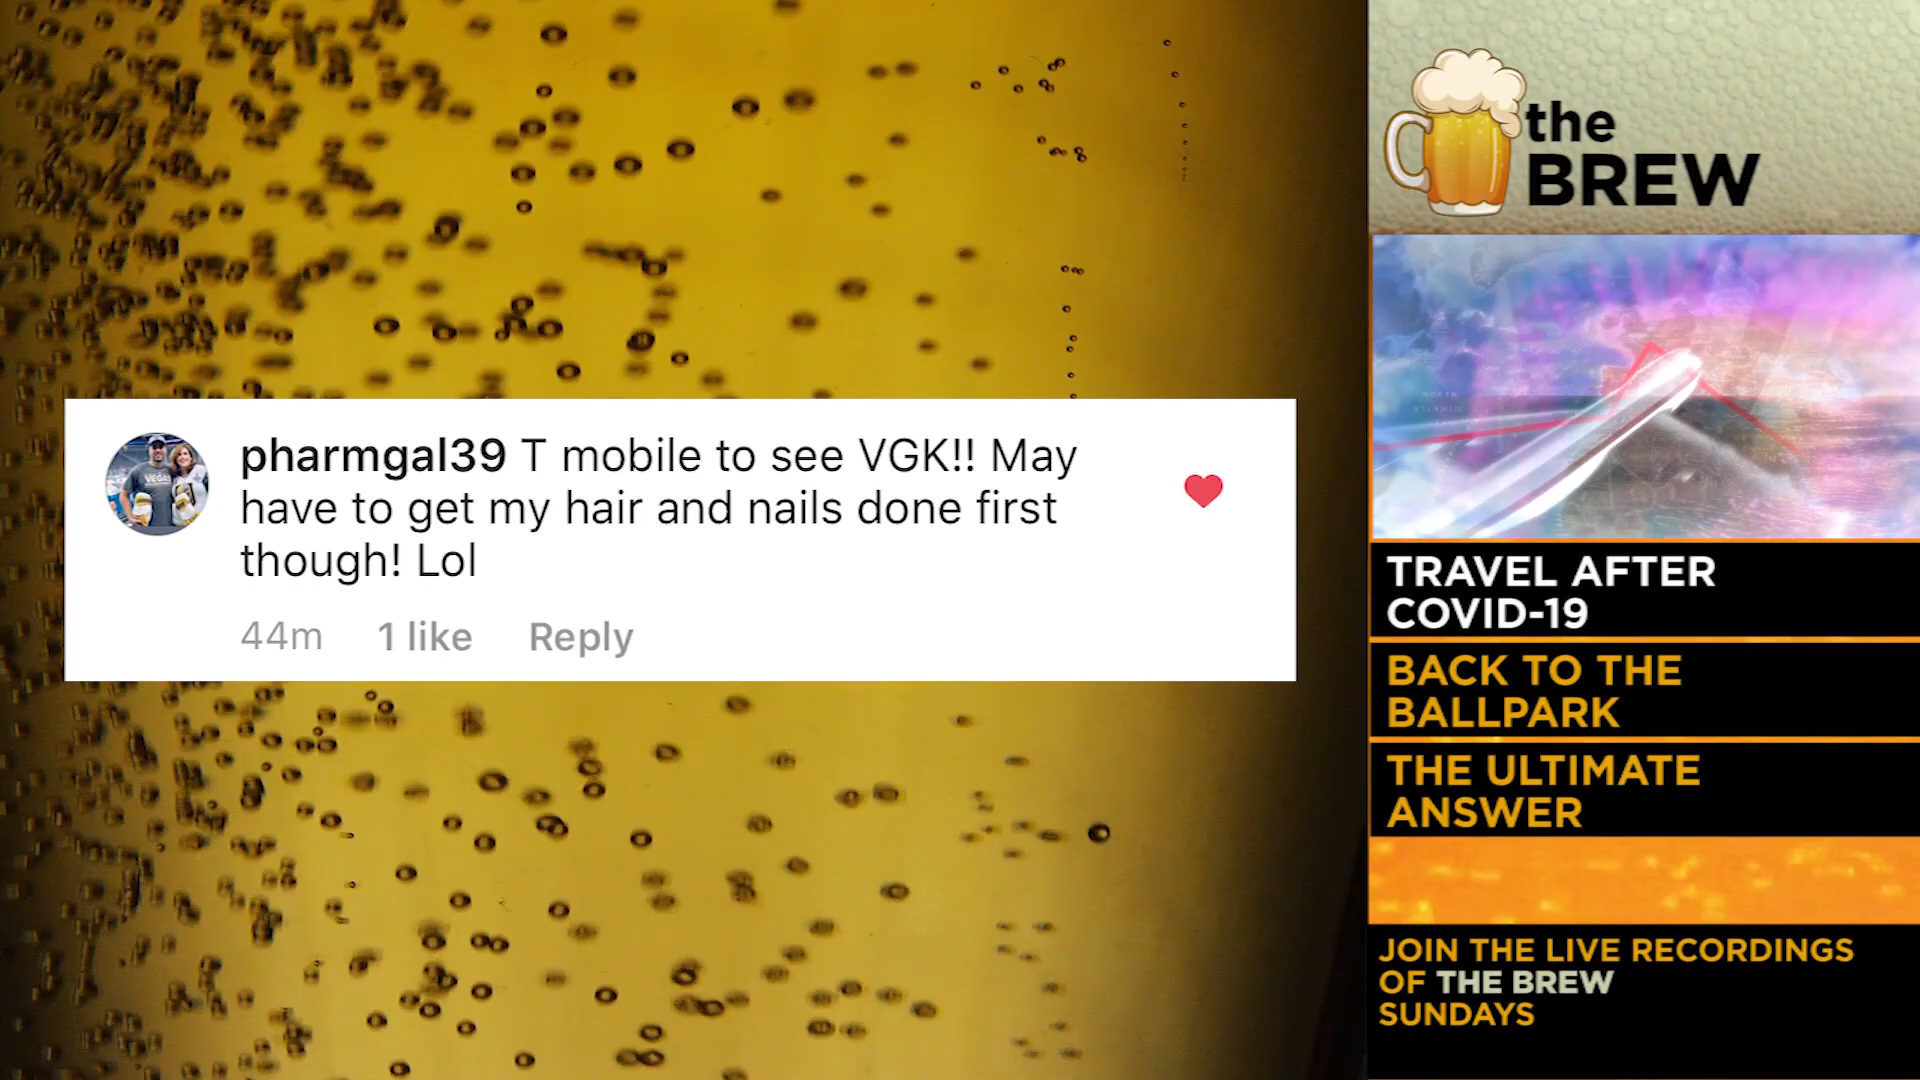 pharmgal39 T mobile to see VGK!! May
have to get my hair and nails done first
though! Lol
44m 1 like Reply
the
BREW
TRAVEL AFTER
COVID-19
BACK TO THE
BALLPARK
THE ULTIMATE
ANSWER
JOIN THE LIVE RECORDINGS
OF THE BREW
SUNDAYS